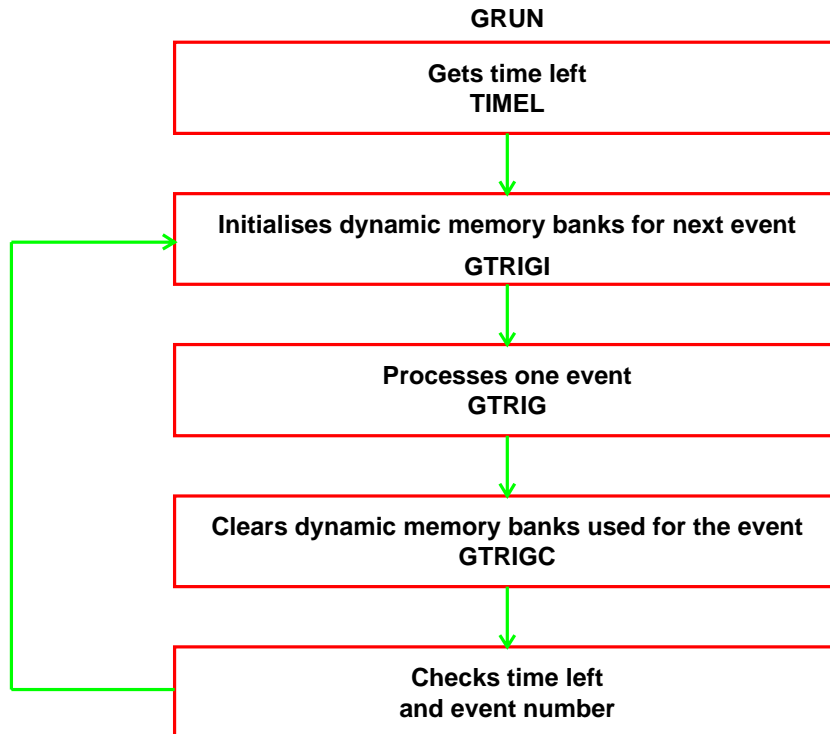 GRUN
Gets time left
TIMEL
Initialises dynamic memory banks for next event
GTRIGI
Processes one event
GTRIG
Clears dynamic memory banks used for the event
GTRIGC
Checks time left
and event number